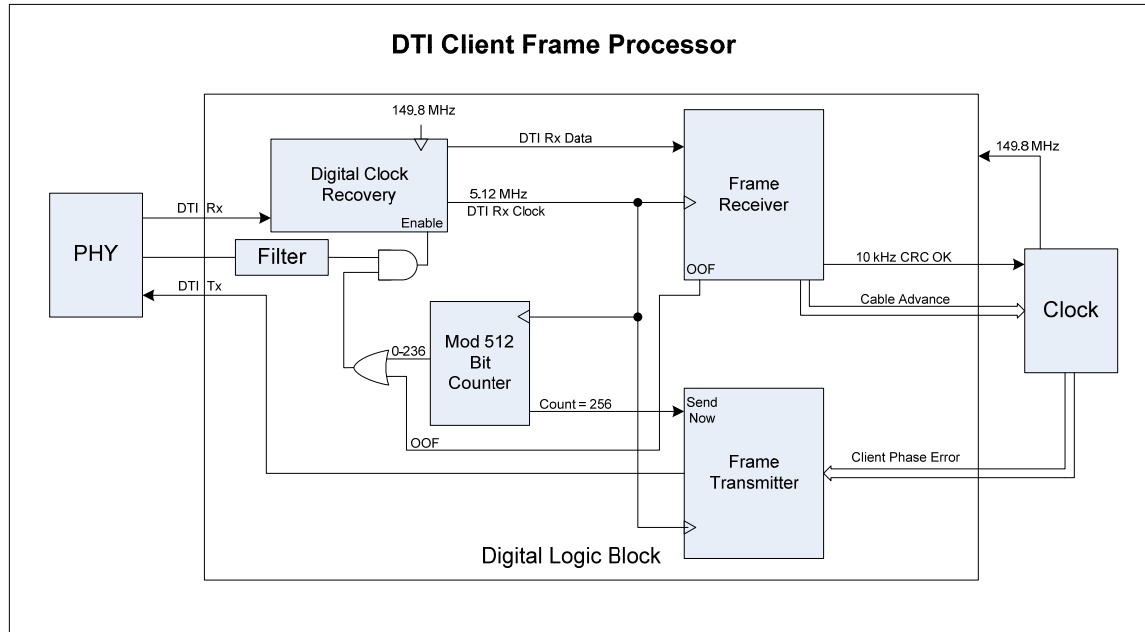 DTI Client Frame Processor
149.8 MHz
DTI Rx Data
149.8 MHz
Digital Clock
Recovery
Frame
Receiver
5.12 MHz
DTI Rx Clock
DTI Rx
Enable
PHY
Filter
10 kHz CRC OK
OOF
DTI Tx
Cable Advance
Clock
Mod 512
Bit
Counter
0-236
Count = 256
Send
Now
OOF
Client Phase Error
Frame
Transmitter
Digital Logic Block